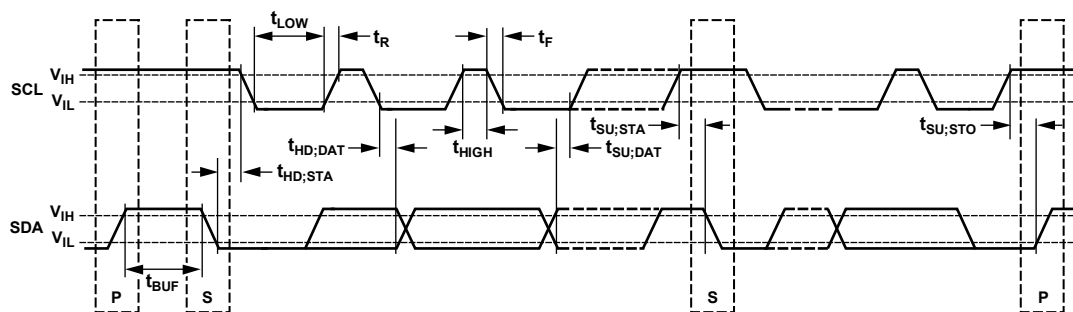 tLOW
tR
tF
VIH
SCL
VIL
tSU;STA
tSU;STO
tHD;DAT
tHIGH
tSU;DAT
tHD;STA
VIH
SDA
VIL
tBUF
P
S
S
P